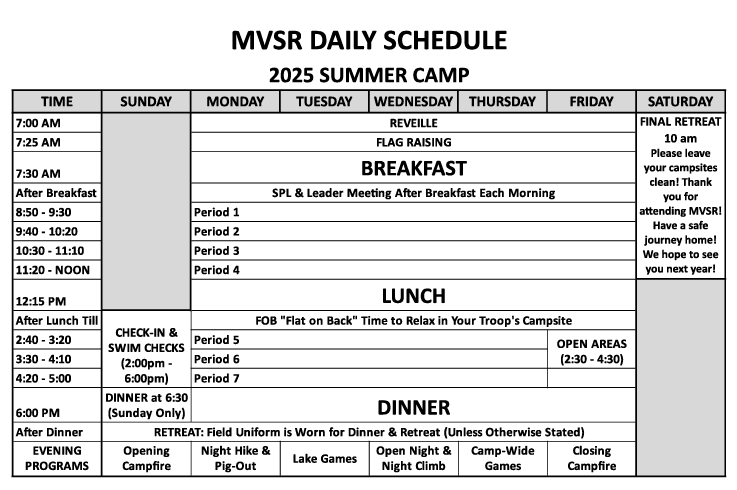 MVSR DAILY SCHEDULE
2025 SUMMER CAMP
TIME SUNDAY MONDAY TUESDAY WEDNESDAY THURSDAY FRIDAY SATURDAY
7:00 AM REVEILLE FINAL RETREAT
10 am
Please leave
your campsites
clean! Thank
you for
attending MVSR!
Have a safe
journey home!
We hope to see
you next year!
7:25 AM FLAG RAISING
7:30 AM BREAKFAST
After Breakfast SPL & Leader Meeting After Breakfast Each Morning
8:50 - 9:30 Period 1
9:40 - 10:20 Period 2
10:30 - 11:10 Period 3
11:20 - NOON Period 4
12:15 PM LUNCH
After Lunch Till FOB "Flat on Back" Time to Relax in Your Troop's Campsite
CHECK-IN &
SWIM CHECKS
(2:00pm -
6:00pm)
2:40 - 3:20 Period 5
OPEN AREAS
(2:30 - 4:30)
3:30 - 4:10 Period 6
4:20 - 5:00 Period 7
6:00 PM DINNER at 6:30
(Sunday Only)
DINNER
After Dinner RETREAT: Field Uniform is Worn for Dinner & Retreat (Unless Otherwise Stated)
EVENING
PROGRAMS
Opening
Campfire
Night Hike &
Pig-Out
Lake Games
Open Night &
Night Climb
Camp-Wide
Games
Closing
Campfire